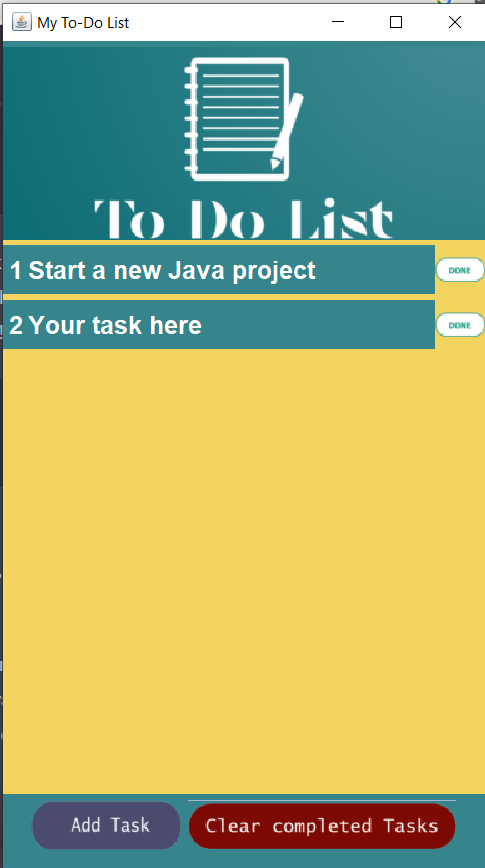 My To-Do List
To Do List
1 Start a new Java project
DONE
2 Your task here
DONE
Add Task
Clear completed Tasks